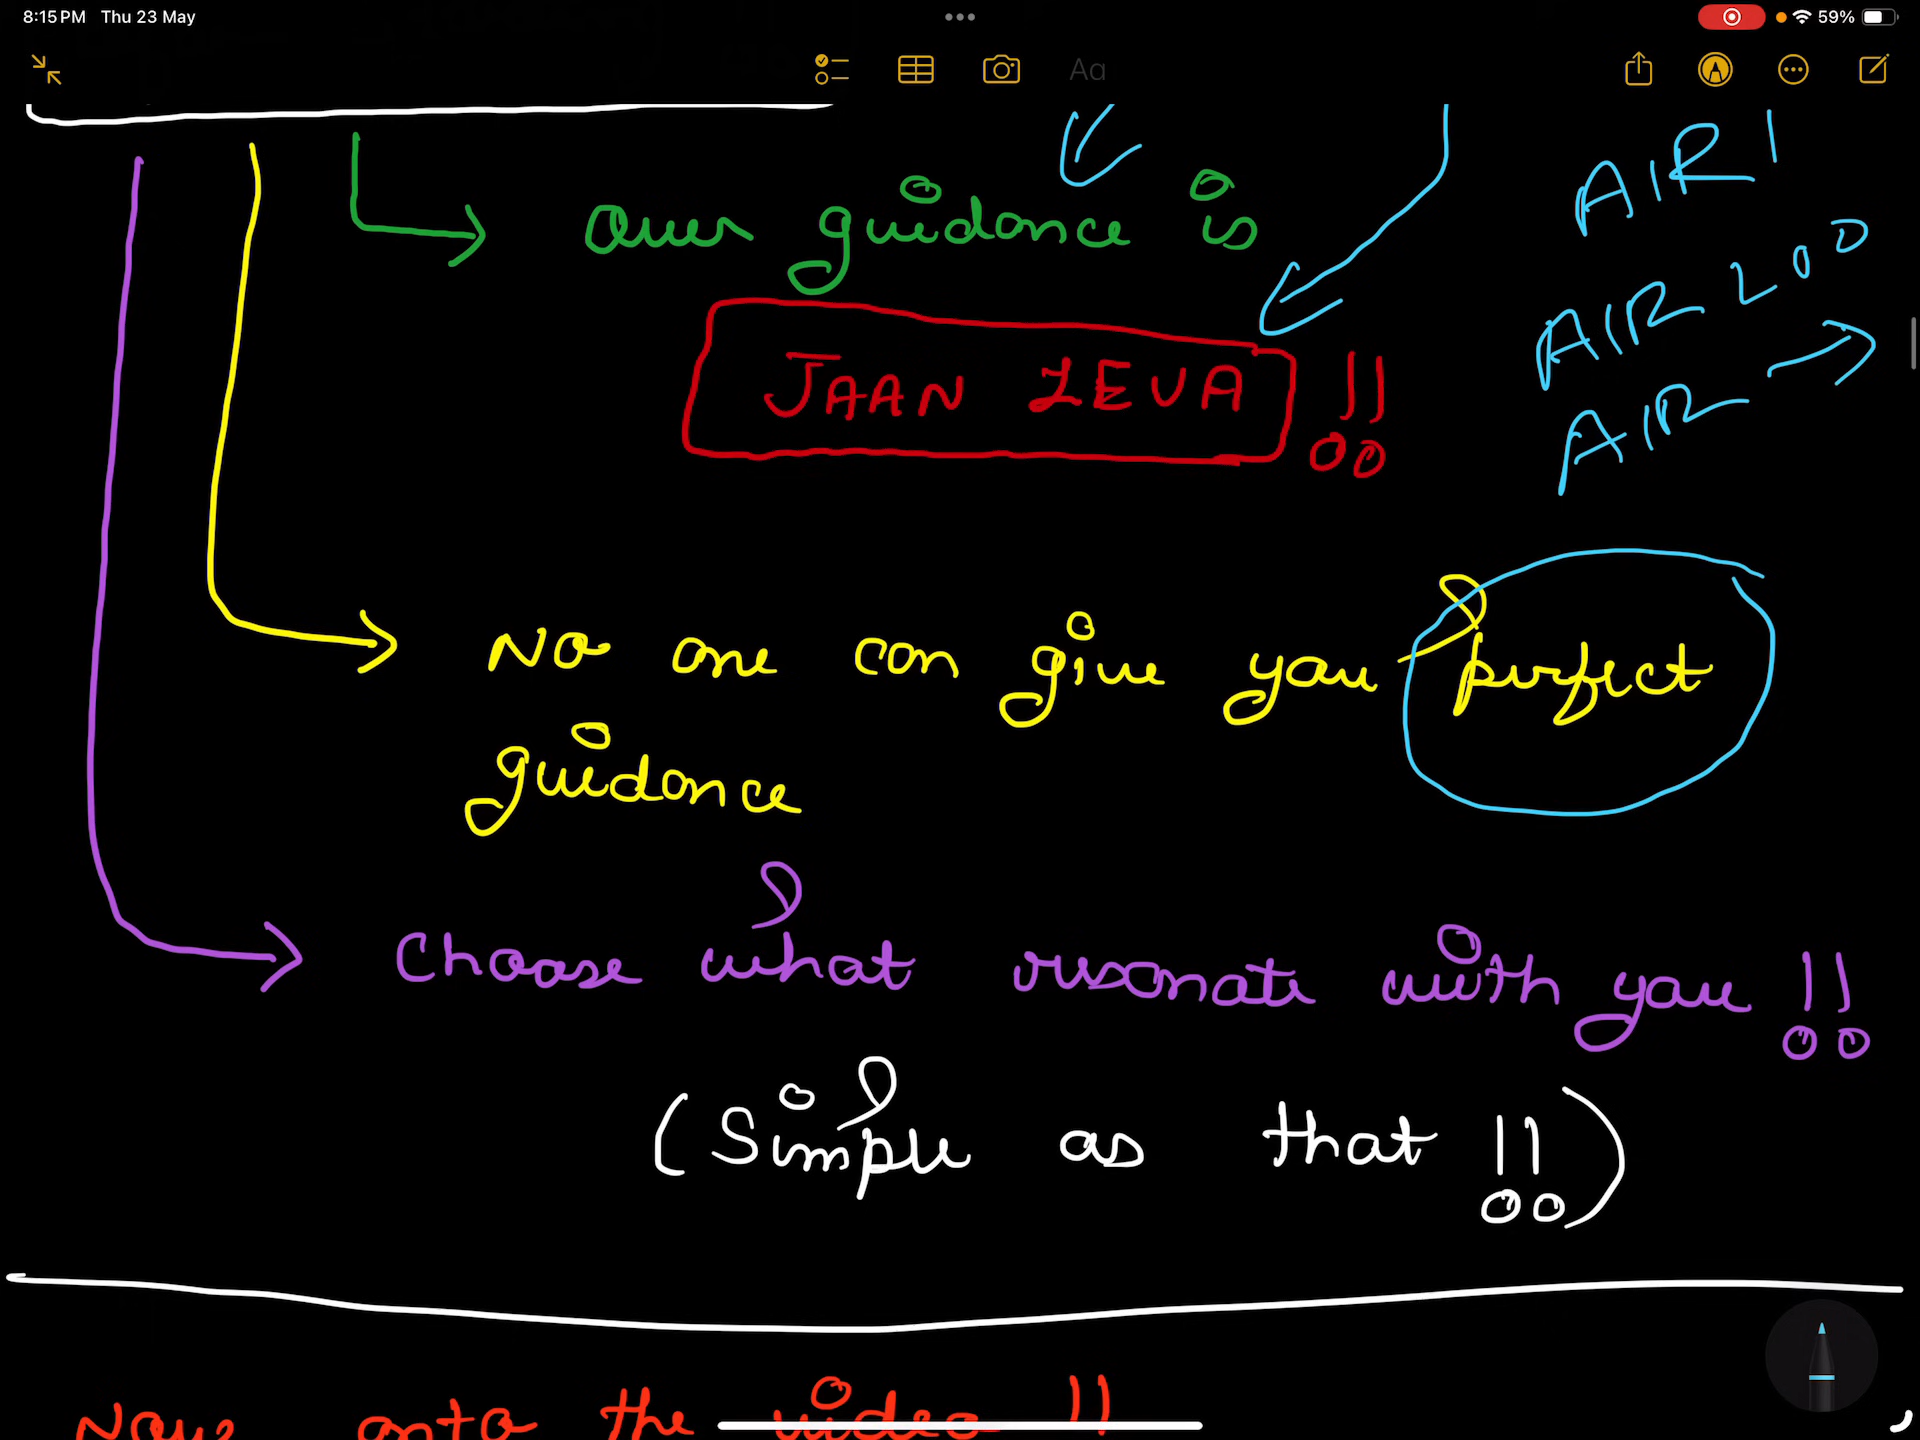 8:15 PM Thu 23 May
59%
Aa
AIR 1
Over guidance is
AIR 200
JAAN LEVA !!
AIR →
No one can give you perfect
guidance
Choose what resonate with you !!
(Simple as that !!)
Now onto the video !!